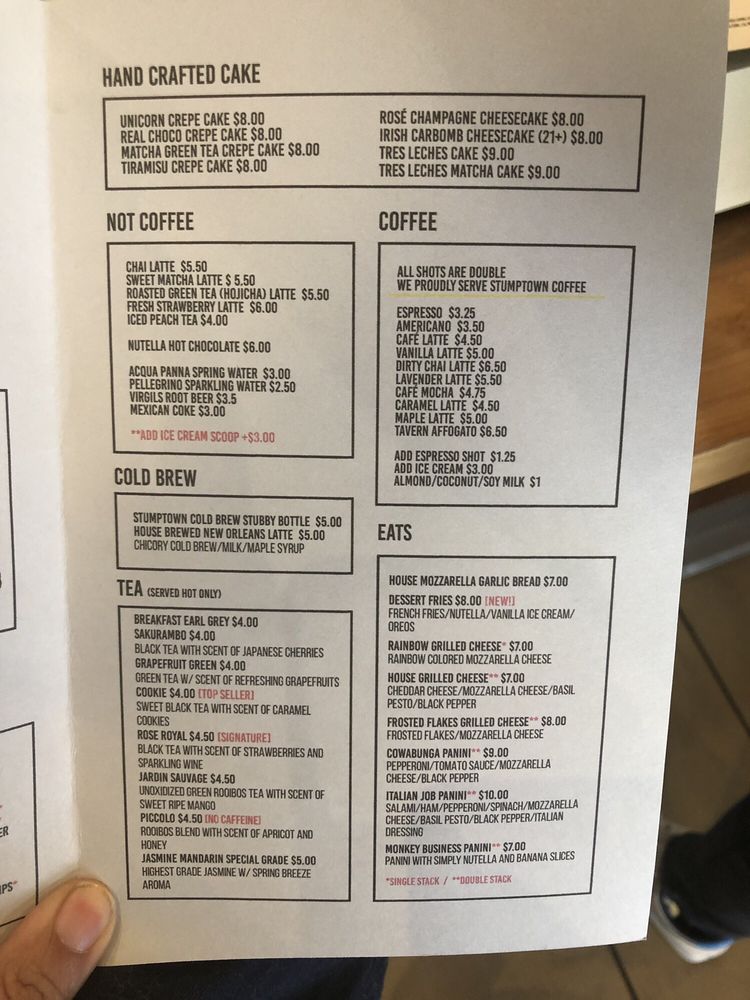 HAND CRAFTED CAKE
UNICORN CREPE CAKE $8.00
REAL CHOCO CREPE CAKE $8.00
MATCHA GREEN TEA CREPE CAKE $8.00
TIRAMISU CREPE CAKE $8.00
ROSÉ CHAMPAGNE CHEESECAKE $8.00
IRISH CARBOMB CHEESECAKE (21+) $8.00
TRES LECHES CAKE $9.00
TRES LECHES MATCHA CAKE $9.00
NOT COFFEE
CHAI LATTE $5.50
SWEET MATCHA LATTE $ 5.50
ROASTED GREEN TEA (HOJICHA) LATTE $5.50
FRESH STRAWBERRY LATTE $6.00
ICED PEACH TEA $4.00
NUTELLA HOT CHOCOLATE $6.00
ACQUA PANNA SPRING WATER $3.00
PELLEGRINO SPARKLING WATER $2.50
VIRGILS ROOT BEER $3.5
MEXICAN COKE $3.00
**ADD ICE CREAM SCOOP +$3.00
COLD BREW
STUMPTOWN COLD BREW STUBBY BOTTLE $5.00
HOUSE BREWED NEW ORLEANS LATTE $5.00
CHICORY COLD BREW/MILK/MAPLE SYRUP
TEA (SERVED HOT ONLY)
BREAKFAST EARL GREY $4.00
SAKURAMBO $4.00
BLACK TEA WITH SCENT OF JAPANESE CHERRIES
GRAPEFRUIT GREEN $4.00
GREEN TEA W/ SCENT OF REFRESHING GRAPEFRUITS
COOKIE $4.00 [TOP SELLER]
SWEET BLACK TEA WITH SCENT OF CARAMEL
COOKIES
ROSE ROYAL $4.50 [SIGNATURE]
BLACK TEA WITH SCENT OF STRAWBERRIES AND
SPARKLING WINE
JARDIN SAUVAGE $4.50
UNOXIDIZED GREEN ROOIBOS TEA WITH SCENT OF
SWEET RIPE MANGO
PICCOLO $4.50 [NO CAFFEINE]
ROOIBOS BLEND WITH SCENT OF APRICOT AND
HONEY
JASMINE MANDARIN SPECIAL GRADE $5.00
HIGHEST GRADE JASMINE W/ SPRING BREEZE
AROMA
COFFEE
ALL SHOTS ARE DOUBLE
WE PROUDLY SERVE STUMPTOWN COFFEE
ESPRESSO $3.25
AMERICANO $3.50
CAFÉ LATTE $4.50
VANILLA LATTE $5.00
DIRTY CHAI LATTE $6.50
LAVENDER LATTE $5.50
CAFÉ MOCHA $4.75
CARAMEL LATTE $4.50
MAPLE LATTE $5.00
TAVERN AFFOGATO $6.50
ADD ESPRESSO SHOT $1.25
ADD ICE CREAM $3.00
ALMOND/COCONUT/SOY MILK $1
EATS
HOUSE MOZZARELLA GARLIC BREAD $7.00
DESSERT FRIES $8.00 [NEW!]
FRENCH FRIES/NUTELLA/VANILLA ICE CREAM/
OREOS
RAINBOW GRILLED CHEESE* $7.00
RAINBOW COLORED MOZZARELLA CHEESE
HOUSE GRILLED CHEESE** $7.00
CHEDDAR CHEESE/MOZZARELLA CHEESE/BASIL
PESTO/BLACK PEPPER
FROSTED FLAKES GRILLED CHEESE** $8.00
FROSTED FLAKES/MOZZARELLA CHEESE
COWABUNGA PANINI** $9.00
PEPPERONI/TOMATO SAUCE/MOZZARELLA
CHEESE/BLACK PEPPER
ITALIAN JOB PANINI** $10.00
SALAMI/HAM/PEPPERONI/SPINACH/MOZZARELLA
CHEESE/BASIL PESTO/BLACK PEPPER/ITALIAN
DRESSING
MONKEY BUSINESS PANINI** $7.00
PANINI WITH SIMPLY NUTELLA AND BANANA SLICES
*SINGLE STACK / **DOUBLE STACK